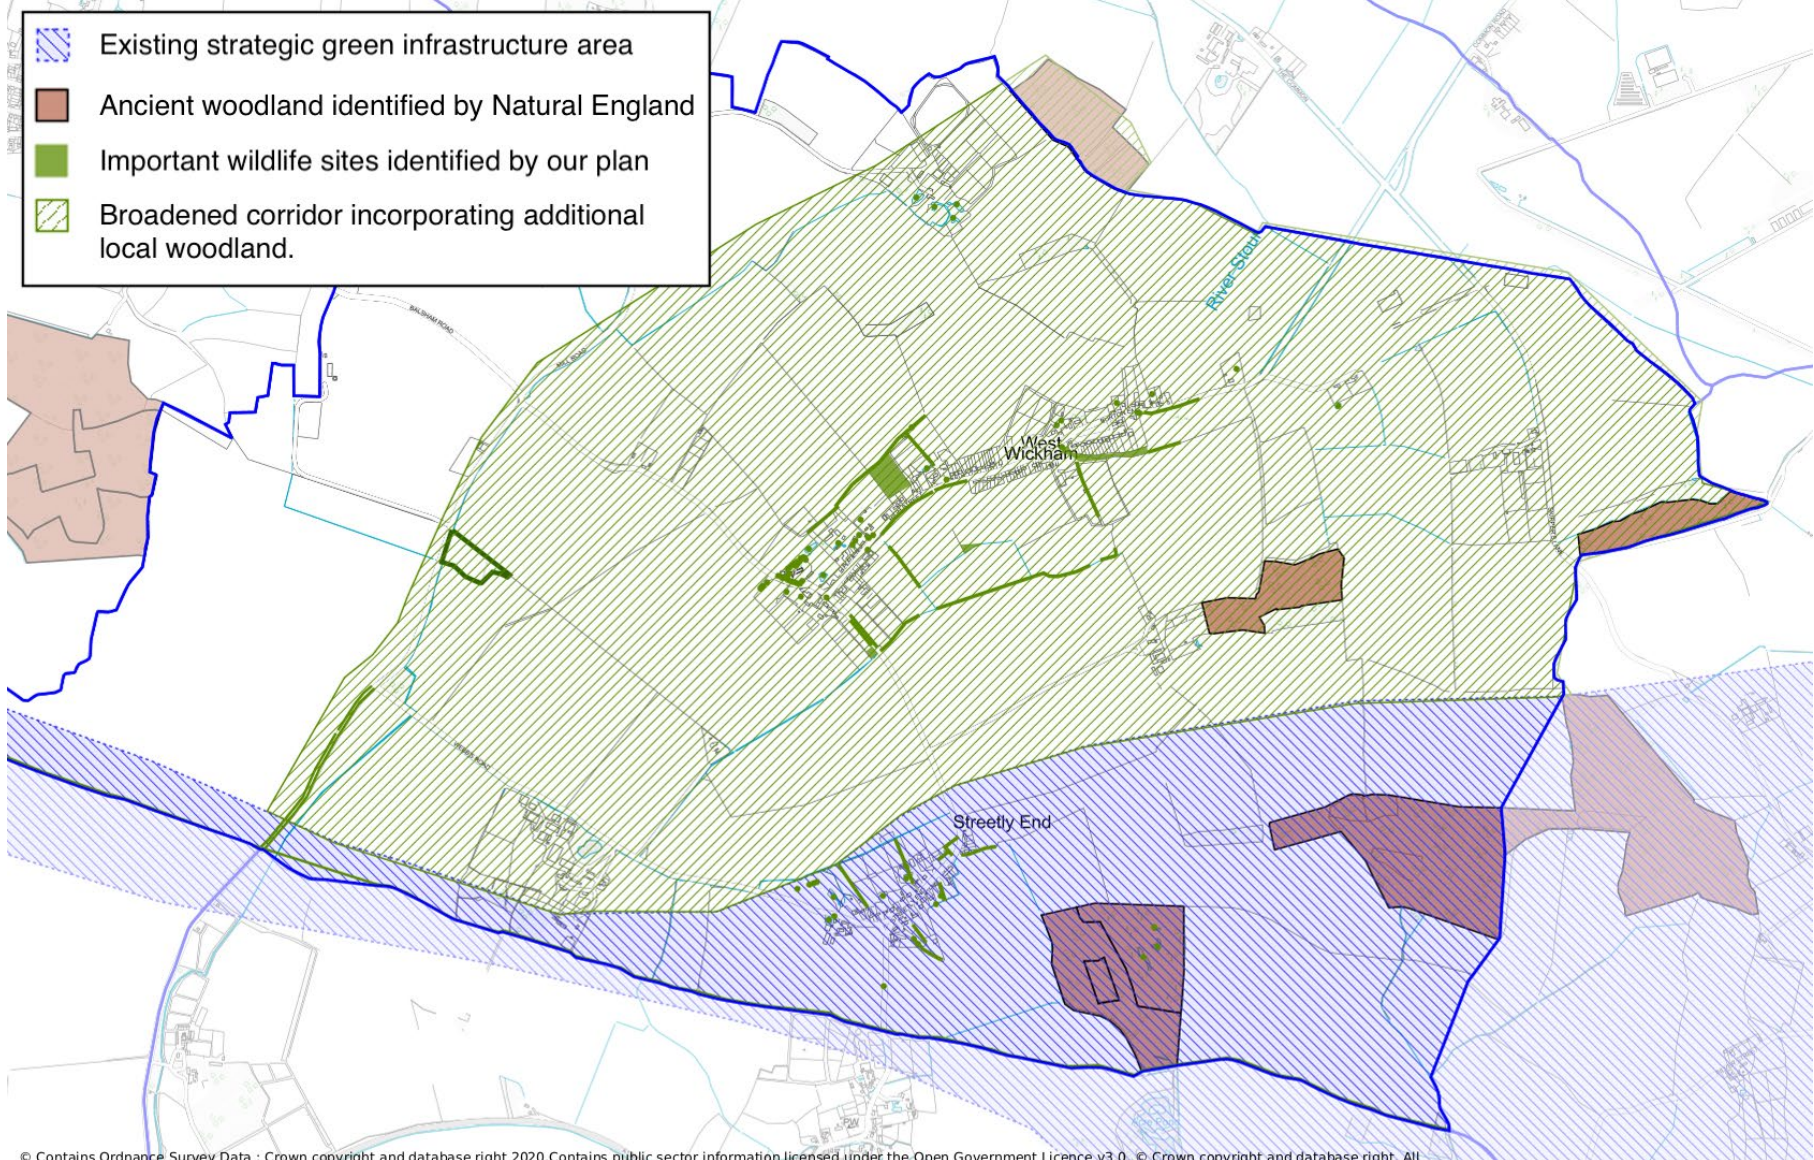 Existing strategic green infrastructure area
Ancient woodland identified by Natural England
Important wildlife sites identified by our plan
Broadened corridor incorporating additional
local woodland.
BALSHAM ROAD
River Stour
West
Wickham
Streetly End
PW
© Contains Ordnance Survey Data : Crown copyright and database right 2020 Contains public sector information licensed under the Open Government Licence v3.0. © Crown copyright and database right. All